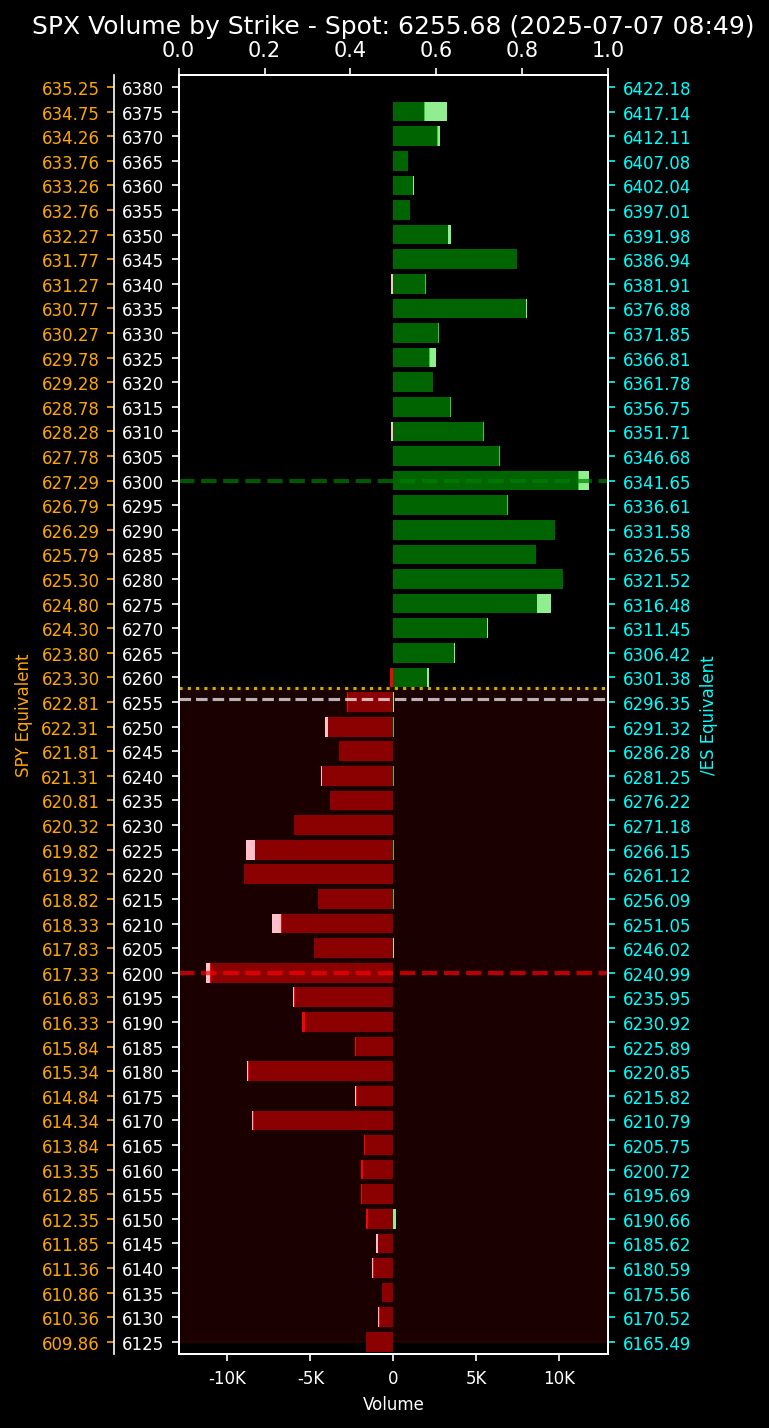 SPX Volume by Strike - Spot: 6255.68 (2025-07-07 08:49)
0.0 0.2 0.4 0.6 0.8 1.0
635.25 6380 6422.18
634.75 6375 6417.14
634.26 6370 6412.11
633.76 6365 6407.08
633.26 6360 6402.04
632.76 6355 6397.01
632.27 6350 6391.98
631.77 6345 6386.94
631.27 6340 6381.91
630.77 6335 6376.88
630.27 6330 6371.85
629.78 6325 6366.81
629.28 6320 6361.78
628.78 6315 6356.75
628.28 6310 6351.71
627.78 6305 6346.68
627.29 6300 6341.65
626.79 6295 6336.61
626.29 6290 6331.58
625.79 6285 6326.55
625.30 6280 6321.52
624.80 6275 6316.48
624.30 6270 6311.45
623.80 6265 6306.42
623.30 6260 6301.38
622.81 6255 6296.35
622.31 6250 6291.32
621.81 6245 6286.28
621.31 6240 6281.25
620.81 6235 6276.22
620.32 6230 6271.18
619.82 6225 6266.15
619.32 6220 6261.12
618.82 6215 6256.09
618.33 6210 6251.05
617.83 6205 6246.02
617.33 6200 6240.99
616.83 6195 6235.95
616.33 6190 6230.92
615.84 6185 6225.89
615.34 6180 6220.85
614.84 6175 6215.82
614.34 6170 6210.79
613.84 6165 6205.75
613.35 6160 6200.72
612.85 6155 6195.69
612.35 6150 6190.66
611.85 6145 6185.62
611.36 6140 6180.59
610.86 6135 6175.56
610.36 6130 6170.52
609.86 6125 6165.49
SPY Equivalent
/ES Equivalent
-10K -5K 0 5K 10K
Volume